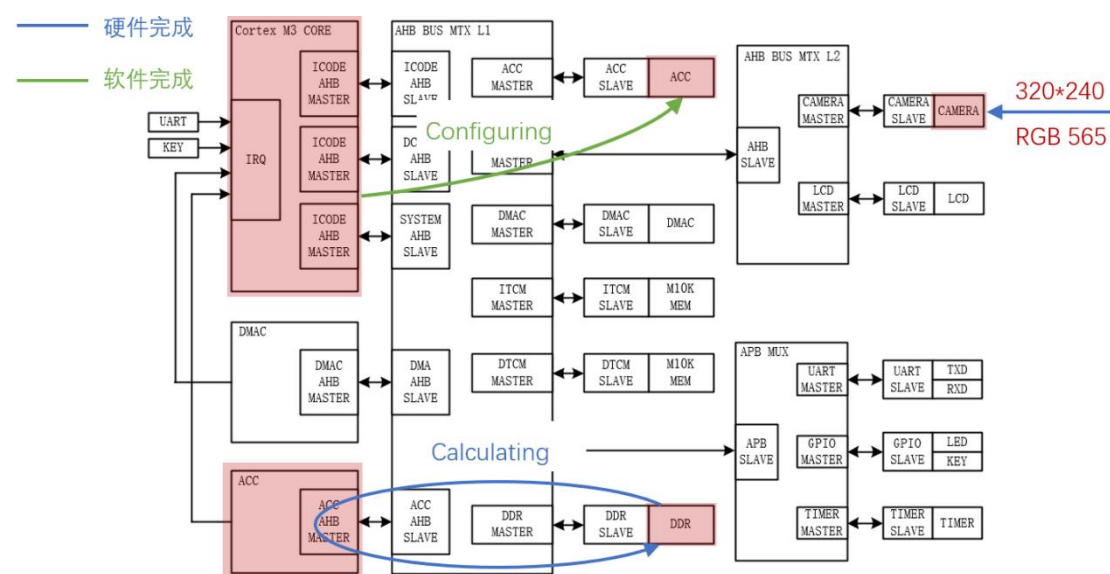 硬件完成
软件完成
Cortex M3 CORE
ICODE
AHB
MASTER
ICODE
AHB
MASTER
ICODE
AHB
MASTER
IRQ
UART
KEY
AHB BUS MTX L1
ICODE
AHB
SLAVE
AHB
SLAVE
SYSTEM
AHB
SLAVE
ACC
MASTER
ACC
SLAVE
ACC
Configuring
MASTER
DMAC
MASTER
DMAC
SLAVE
DMAC
ITCM
MASTER
ITCM
SLAVE
M10K
MEM
DTCM
MASTER
DTCM
SLAVE
M10K
MEM
AHB BUS MTX L2
AHB
SLAVE
CAMERA
MASTER
CAMERA
SLAVE
CAMERA
320*240
RGB 565
LCD
MASTER
LCD
SLAVE
LCD
DMAC
DMAC
AHB
MASTER
DMA
AHB
SLAVE
APB MUX
APB
SLAVE
UART
MASTER
UART
SLAVE
TXD
RXD
GPIO
MASTER
GPIO
SLAVE
LED
KEY
TIMER
MASTER
TIMER
SLAVE
TIMER
Calculating
ACC
ACC
AHB
MASTER
ACC
AHB
SLAVE
DDR
MASTER
DDR
SLAVE
DDR